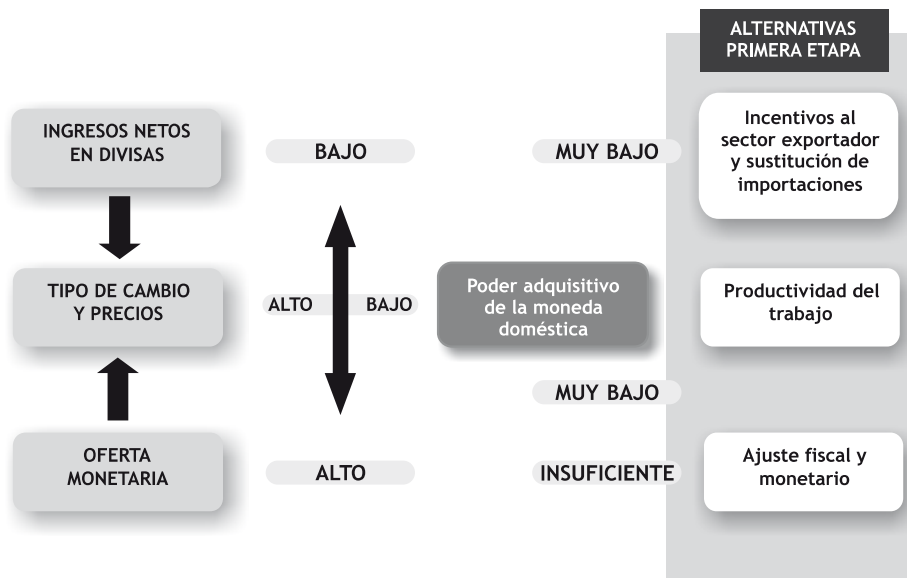 ALTERNATIVAS
PRIMERA ETAPA
INGRESOS NETOS
EN DIVISAS
BAJO
MUY BAJO
Incentivos al
sector exportador
y sustitución de
importaciones
TIPO DE CAMBIO
Y PRECIOS
ALTO
BAJO
Poder adquisitivo
de la moneda
doméstica
Productividad del
trabajo
MUY BAJO
OFERTA
MONETARIA
ALTO
INSUFICIENTE
Ajuste fiscal y
monetario